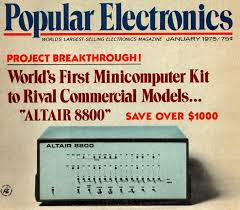 Popular Electronics
WORLD'S LARGEST-SELLING ELECTRONICS MAGAZINE JANUARY 1975/75¢
PROJECT BREAKTHROUGH!
World's First Minicomputer Kit
to Rival Commercial Models...
"ALTAIR 8800" SAVE OVER $1000
ALTAIR 8800